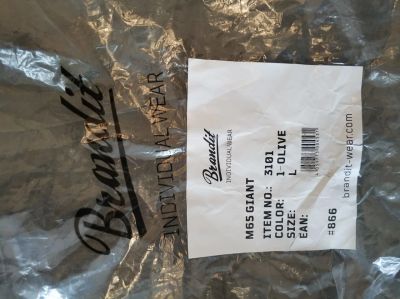 Brandit
INDIVIDUAL WEAR
Brandit
INDIVIDUAL WEAR
M65 GIANT
ITEM NO.: 3101
COLOR: 1-OLIVE
SIZE: L
EAN:
#866
brandit-wear.com